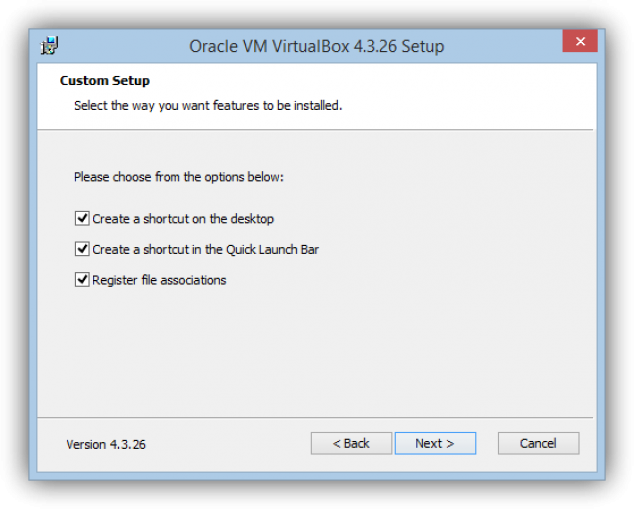 Oracle VM VirtualBox 4.3.26 Setup
Custom Setup
Select the way you want features to be installed.
Please choose from the options below:
Create a shortcut on the desktop
Create a shortcut in the Quick Launch Bar
Register file associations
Version 4.3.26
< Back
Next >
Cancel